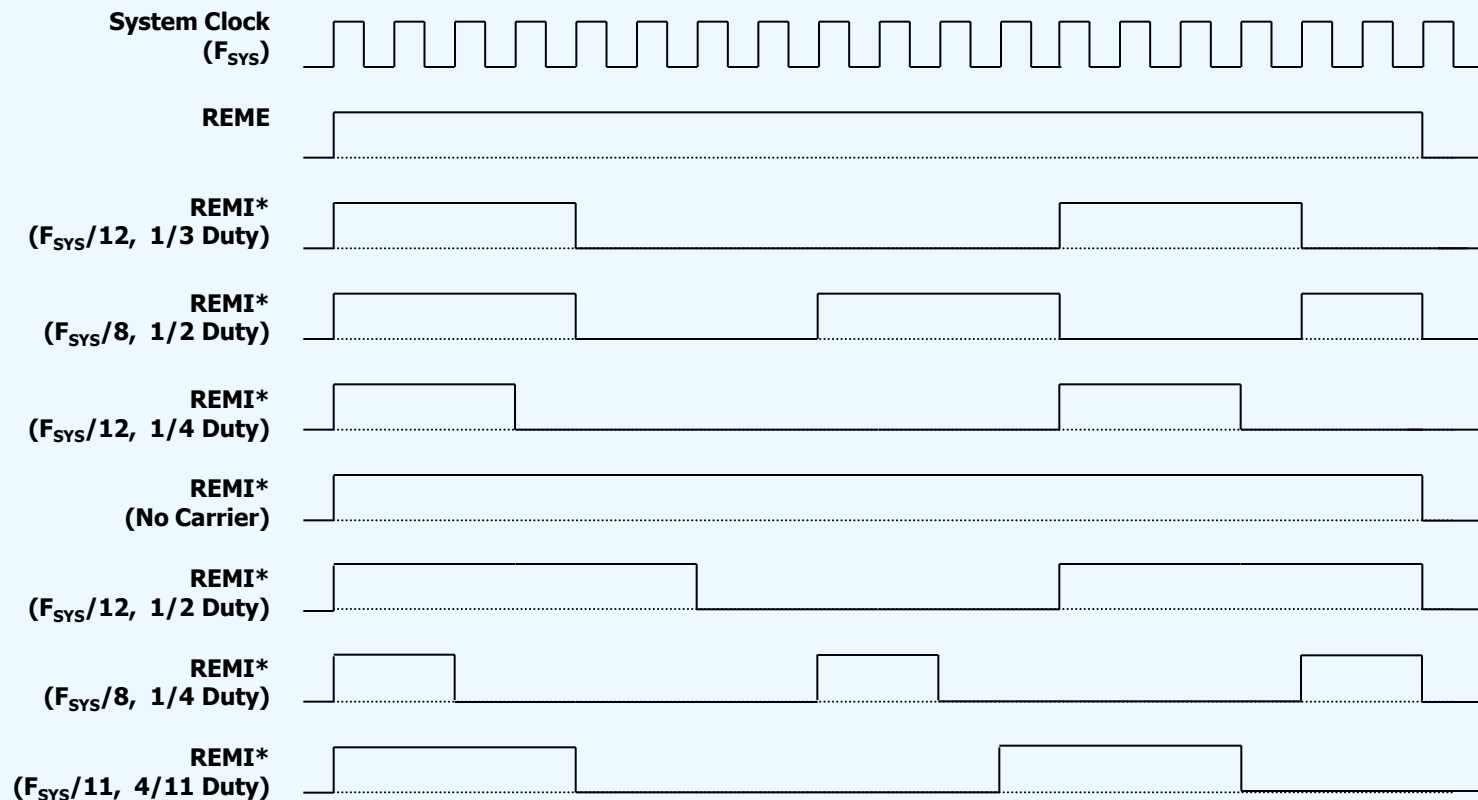 System Clock
(FSYS)
REME
REMI*
(FSYS/12, 1/3 Duty)
REMI*
(FSYS/8, 1/2 Duty)
REMI*
(FSYS/12, 1/4 Duty)
REMI*
(No Carrier)
REMI*
(FSYS/12, 1/2 Duty)
REMI*
(FSYS/8, 1/4 Duty)
REMI*
(FSYS/11, 4/11 Duty)